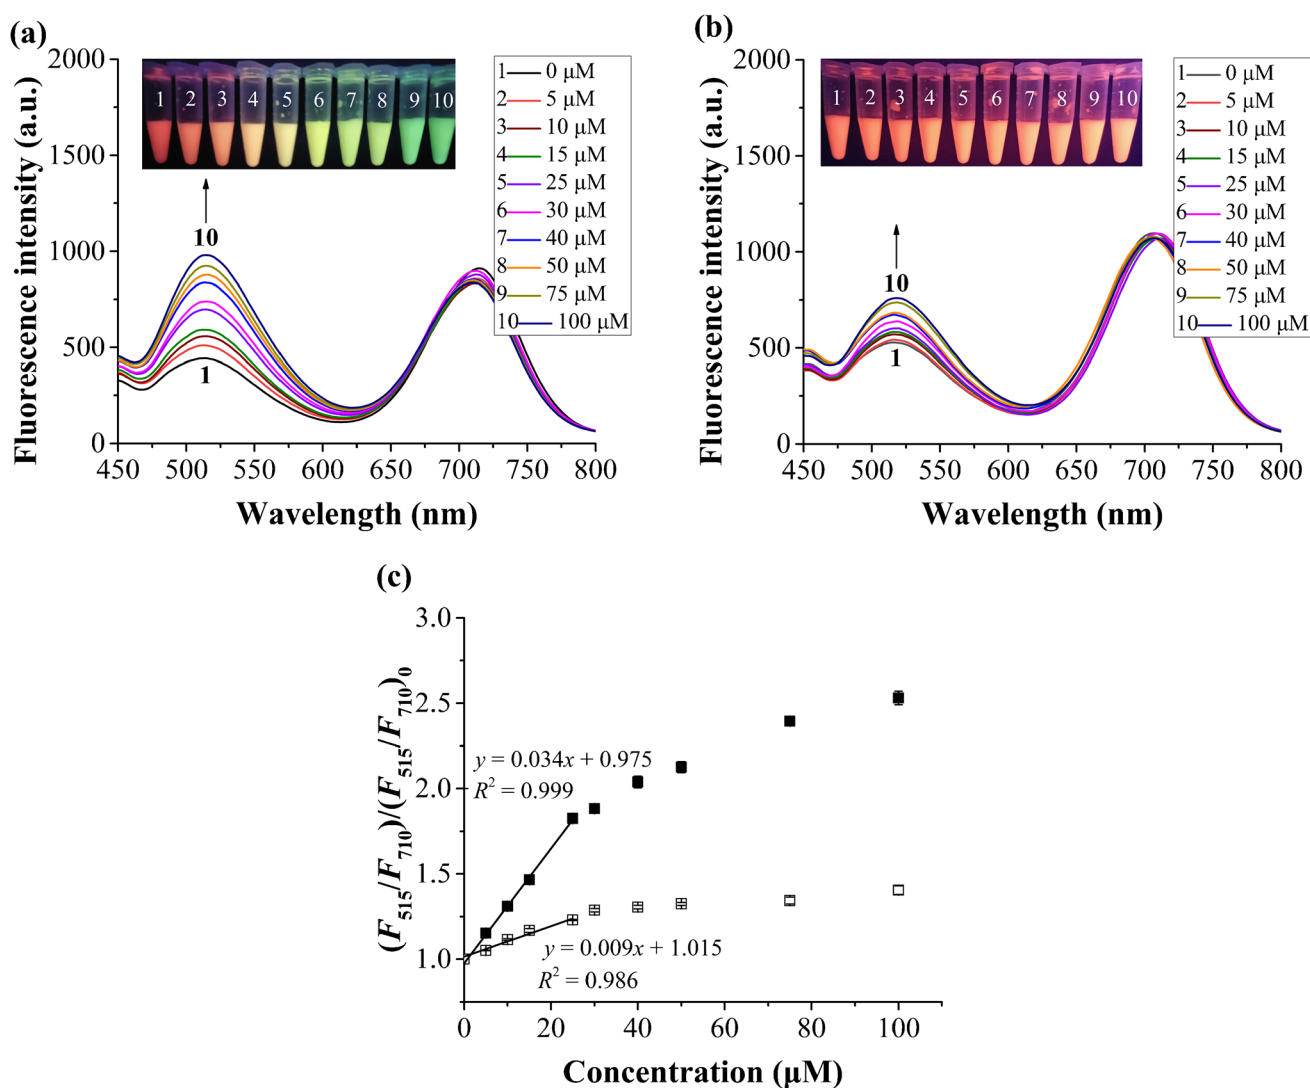 (a)
2000
1500
1000
500
0
Fluorescence intensity (a.u.)
1 2 3 4 5 6 7 8 9 10
1 0 μM
2 5 μM
3 10 μM
4 15 μM
5 25 μM
6 30 μM
7 40 μM
8 50 μM
9 75 μM
10 100 μM
10
1
450 500 550 600 650 700 750 800
Wavelength (nm)
(b)
2000
1500
1000
500
0
Fluorescence intensity (a.u.)
1 2 3 4 5 6 7 8 9 10
1 0 μM
2 5 μM
3 10 μM
4 15 μM
5 25 μM
6 30 μM
7 40 μM
8 50 μM
9 75 μM
10 100 μM
10
1
450 500 550 600 650 700 750 800
Wavelength (nm)
(c)
3.0
2.5
2.0
1.5
1.0
(F515/F710)/(F515/F710)0
y = 0.034x + 0.975
R² = 0.999
y = 0.009x + 1.015
R² = 0.986
0 20 40 60 80 100
Concentration (μM)